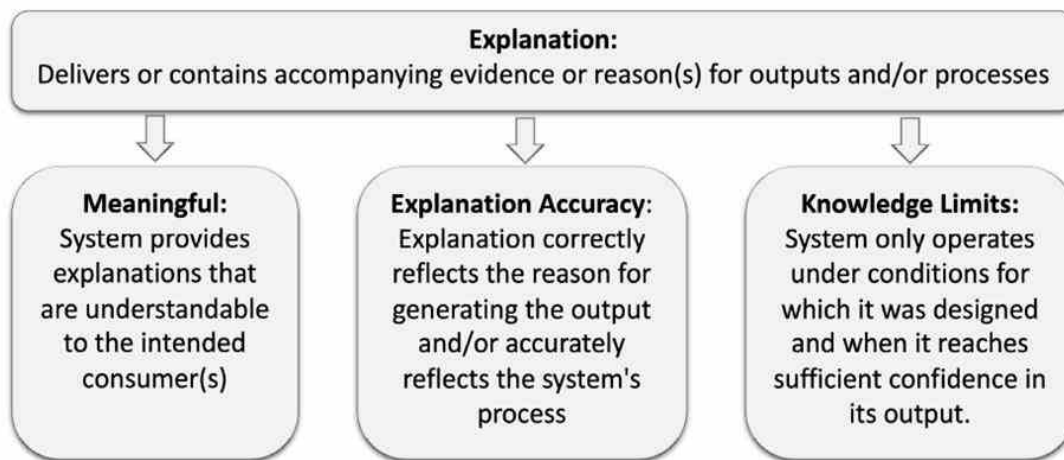 Explanation:
Delivers or contains accompanying evidence or reason(s) for outputs and/or processes
Meaningful:
System provides
explanations that
are understandable
to the intended
consumer(s)
Explanation Accuracy:
Explanation correctly
reflects the reason for
generating the output
and/or accurately
reflects the system's
process
Knowledge Limits:
System only operates
under conditions for
which it was designed
and when it reaches
sufficient confidence in
its output.